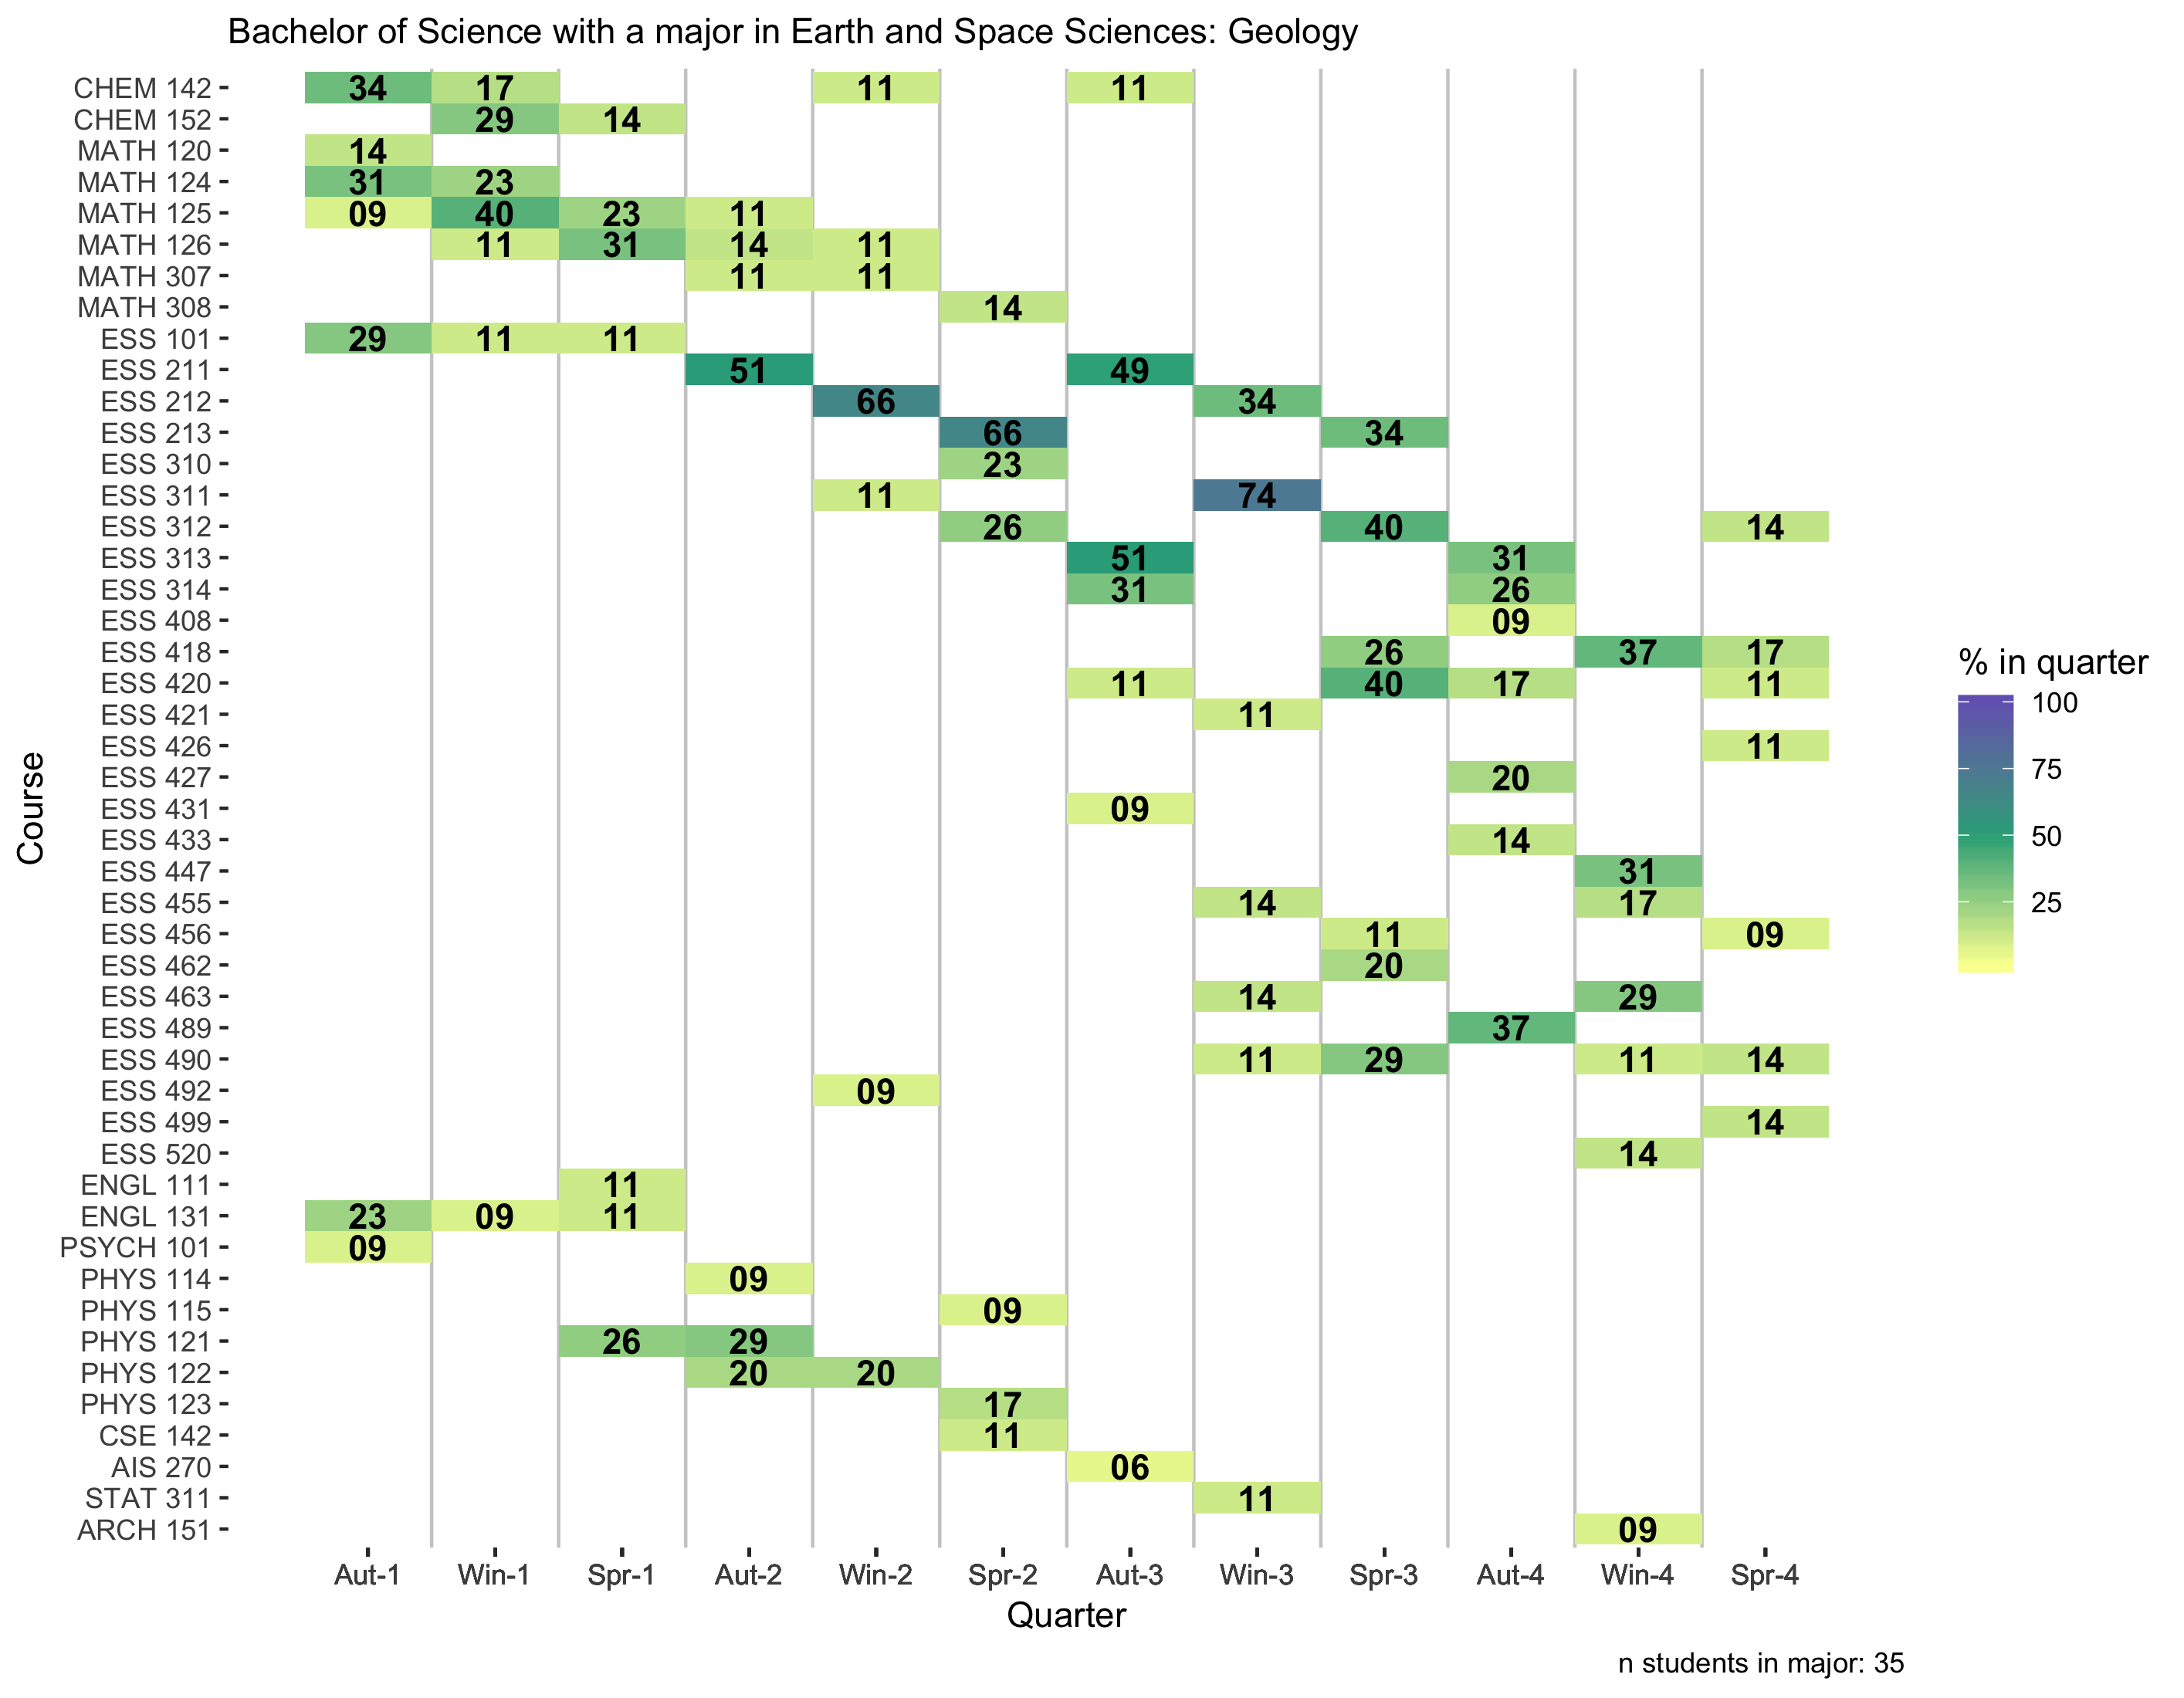 Bachelor of Science with a major in Earth and Space Sciences: Geology
CHEM 142 34 17 11 11
CHEM 152 29 14
MATH 120 14
MATH 124 31 23
MATH 125 09 40 23 11
MATH 126 11 31 14 11
MATH 307 11 11
MATH 308 14
ESS 101 29 11 11
ESS 211 51 49
ESS 212 66 34
ESS 213 66 34
ESS 310 23
ESS 311 11 74
ESS 312 26 40 14
ESS 313 51 31
ESS 314 31 26
ESS 408 09
ESS 418 26 37 17
ESS 420 11 40 17 11
ESS 421 11
ESS 426 11
ESS 427 20
ESS 431 09
ESS 433 14
ESS 447 31
ESS 455 14 17
ESS 456 11 09
ESS 462 20
ESS 463 14 29
ESS 489 37
ESS 490 11 29 11 14
ESS 492 09
ESS 499 14
ESS 520 14
ENGL 111 11
ENGL 131 23 09 11
PSYCH 101 09
PHYS 114 09
PHYS 115 09
PHYS 121 26 29
PHYS 122 20 20
PHYS 123 17
CSE 142 11
AIS 270 06
STAT 311 11
ARCH 151 09
Aut-1 Win-1 Spr-1 Aut-2 Win-2 Spr-2 Aut-3 Win-3 Spr-3 Aut-4 Win-4 Spr-4
Quarter
Course
% in quarter
100
75
50
25
n students in major: 35